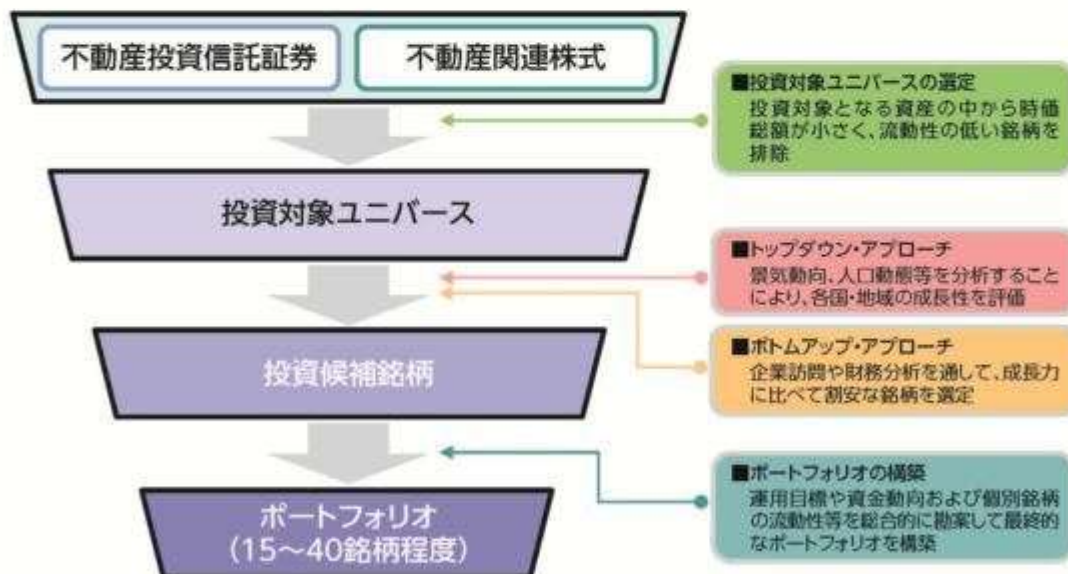 不動産投資信託証券
不動産関連株式
■投資対象ユニバースの選定
投資対象となる資産の中から時価
総額が小さく、流動性の低い銘柄を
排除
投資対象ユニバース
■トップダウン・アプローチ
景気動向、人口動態等を分析すること
により、各国・地域の成長性を評価
■ボトムアップ・アプローチ
企業訪問や財務分析を通して、成長力
に比べて割安な銘柄を選定
投資候補銘柄
■ポートフォリオの構築
運用目標や資金動向および個別銘柄
の流動性等を総合的に勘案して最終的
なポートフォリオを構築
ポートフォリオ
(15～40銘柄程度)